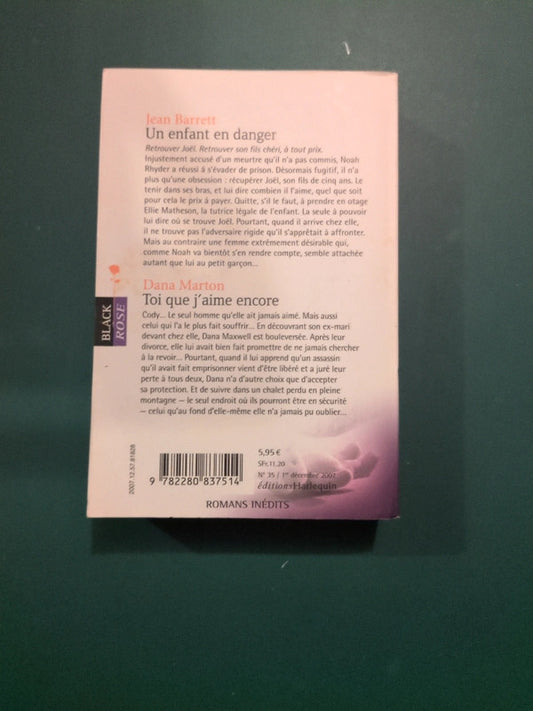 Jean Barrett
Un enfant en danger
Retrouver Joël. Retrouver son fils chéri, à tout prix.
Injustement accusé d'un meurtre qu'il n'a pas commis, Noah
Rhyder a réussi à s'évader de prison. Désormais fugitif, il n'a
plus qu'une obsession : récupérer Joël, son fils de cinq ans. Le
tenir dans ses bras, et lui dire combien il l'aime, quel que soit
pour cela le prix à payer. Quitte, s'il le faut, à prendre en otage
Ellie Matheson, la tutrice légale de l'enfant. La seule à pouvoir
lui dire où se trouve Joël. Pourtant, quand il arrive chez elle,
il ne trouve pas l'adversaire rigide qu'il s'apprêtait à affronter.
Mais au contraire une femme extrêmement désirable qui,
comme Noah va bientôt s'en rendre compte, semble attachée
autant que lui au petit garçon...
Dana Marton
Toi que j'aime encore
Cody... Le seul homme qu'elle ait jamais aimé. Mais aussi
celui qui l'a le plus fait souffrir... En découvrant son ex-mari
devant chez elle, Dana Maxwell est bouleversée. Après leur
divorce, elle lui avait bien fait promettre de ne jamais chercher
à la revoir... Pourtant, quand il lui apprend qu'un assassin
qu'il avait fait emprisonner vient d'être libéré et a juré leur
perte à tous deux, Dana n'a d'autre choix que d'accepter
sa protection. Et de suivre dans un chalet perdu en pleine
montagne — le seul endroit où ils pourront être en sécurité
— celui qu'au fond d'elle-même elle n'a jamais pu oublier...
BLACK
ROSE
2007.12.57.81828
9 782280 837514
5,95 €
SFr.11.20
N° 35 / 1er décembre 2007
éditions Harlequin
ROMANS INÉDITS